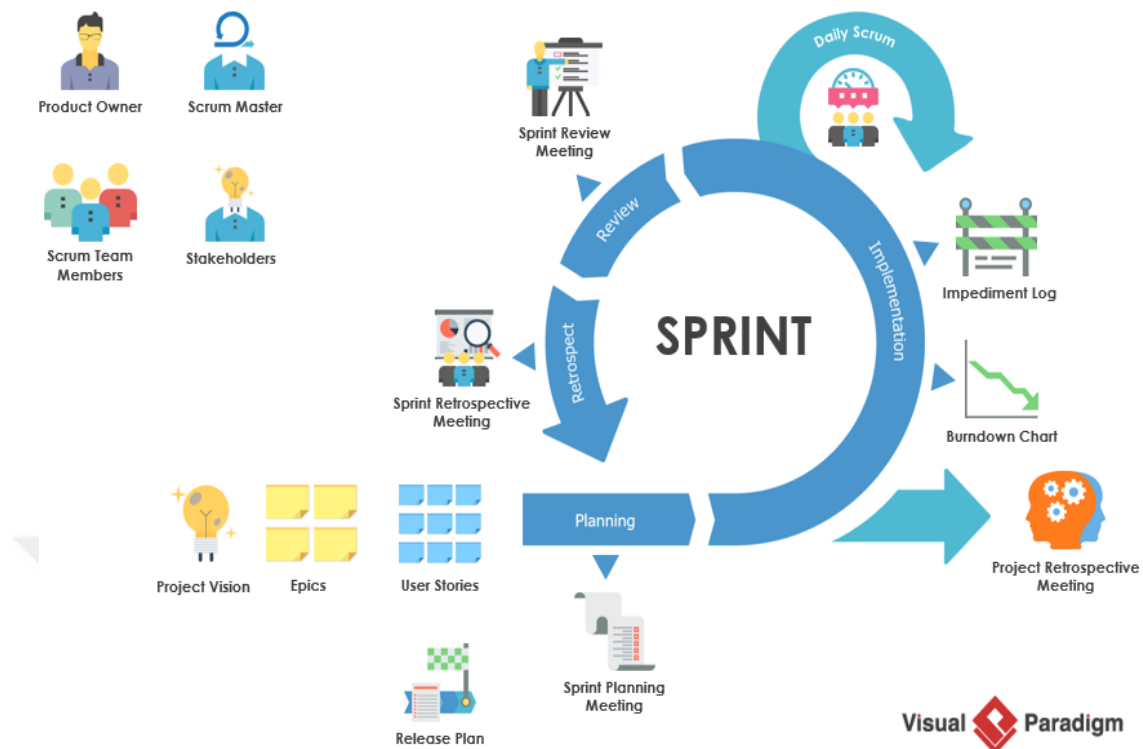 Product Owner
Scrum Master
Scrum Team
Members
Stakeholders
Sprint Review
Meeting
Daily Scrum
Review
Implementation
Impediment Log
SPRINT
Retrospect
Sprint Retrospective
Meeting
Burndown Chart
Planning
Project Vision
Epics
User Stories
Project Retrospective
Meeting
Sprint Planning
Meeting
Release Plan
Visual Paradigm